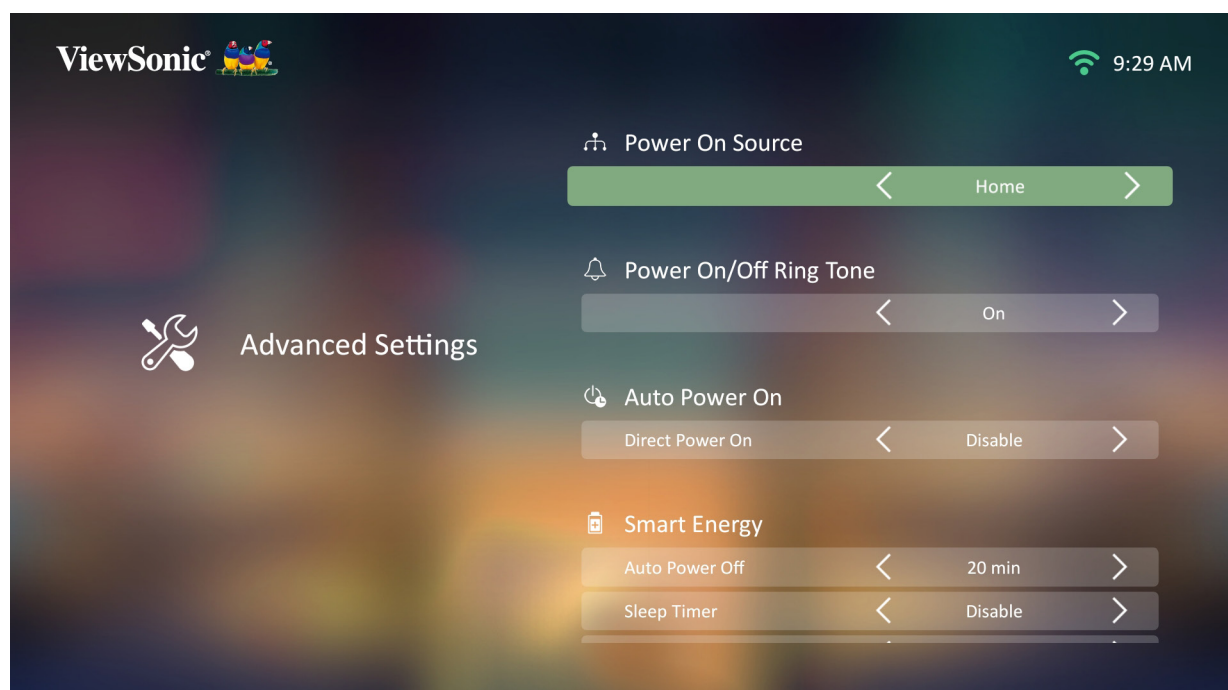 ViewSonic®
9:29 AM
Power On Source
Home
Power On/Off Ring Tone
On
Advanced Settings
Auto Power On
Direct Power On Disable
Smart Energy
Auto Power Off 20 min
Sleep Timer Disable